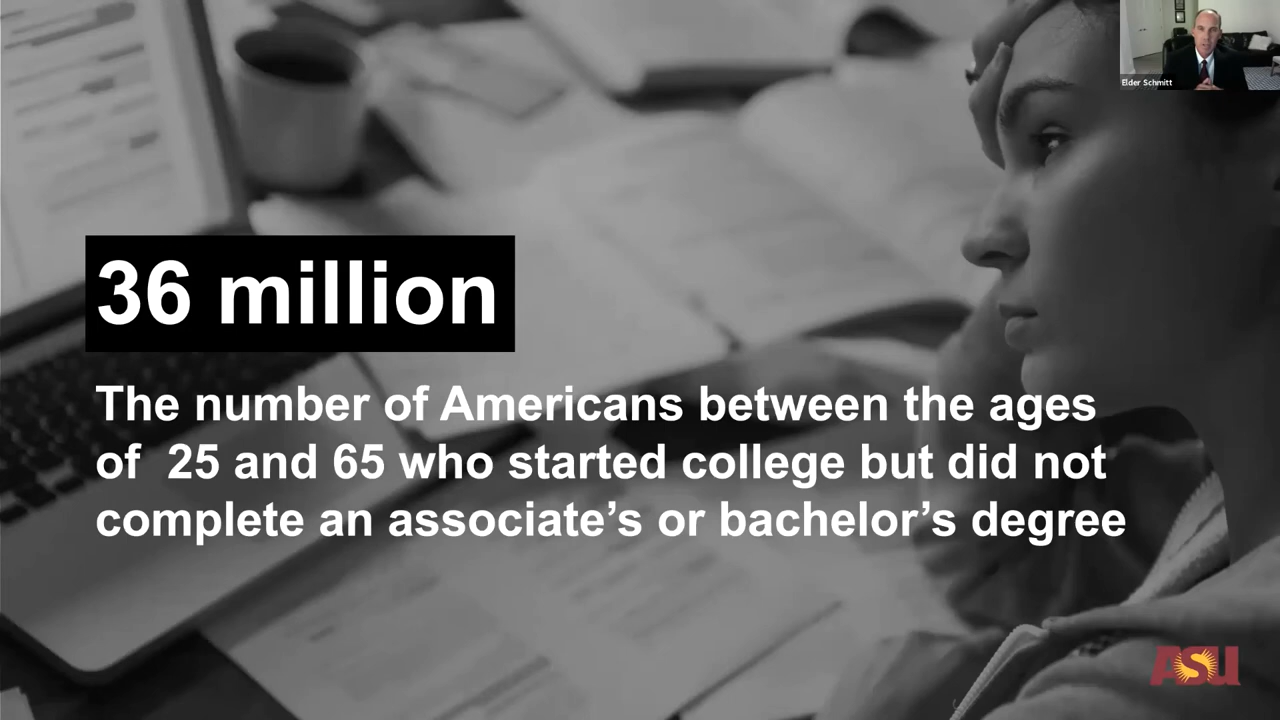 Elder Schmitt
36 million
The number of Americans between the ages
of 25 and 65 who started college but did not
complete an associate’s or bachelor’s degree
ASU